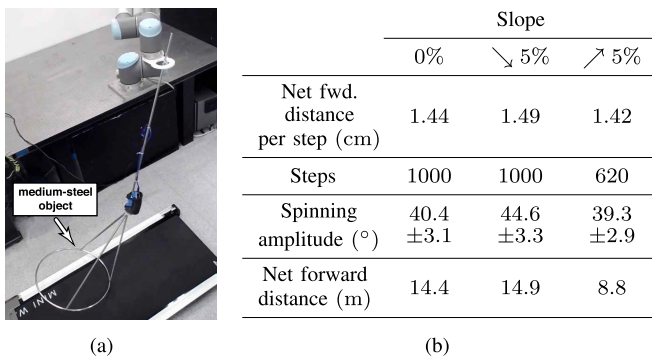 medium-steel
object
MINI W
(a)
Slope
0% ↘ 5% ↗ 5%
Net fwd.
distance
per step (cm)
1.44 1.49 1.42
Steps 1000 1000 620
Spinning
amplitude (°)
40.4 44.6 39.3
±3.1 ±3.3 ±2.9
Net forward
distance (m)
14.4 14.9 8.8
(b)